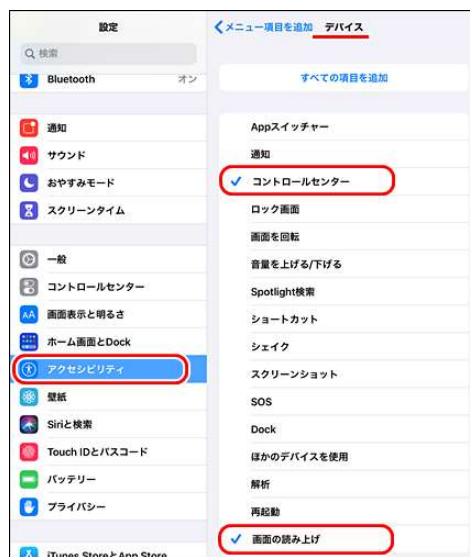 設定
検索
Bluetooth
オン
通知
サウンド
おやすみモード
スクリーンタイム
一般
コントロールセンター
AA 画面表示と明るさ
ホーム画面とDock
アクセシビリティ
壁紙
Siriと検索
Touch IDとパスコード
バッテリー
プライバシー
iTunes StoreとApp Store
メニュー項目を追加 デバイス
すべての項目を追加
Appスイッチャー
通知
コントロールセンター
ロック画面
画面を回転
音量を上げる/下げる
Spotlight検索
ショートカット
シェイク
スクリーンショット
SOS
Dock
ほかのデバイスを使用
解析
再起動
画面の読み上げ